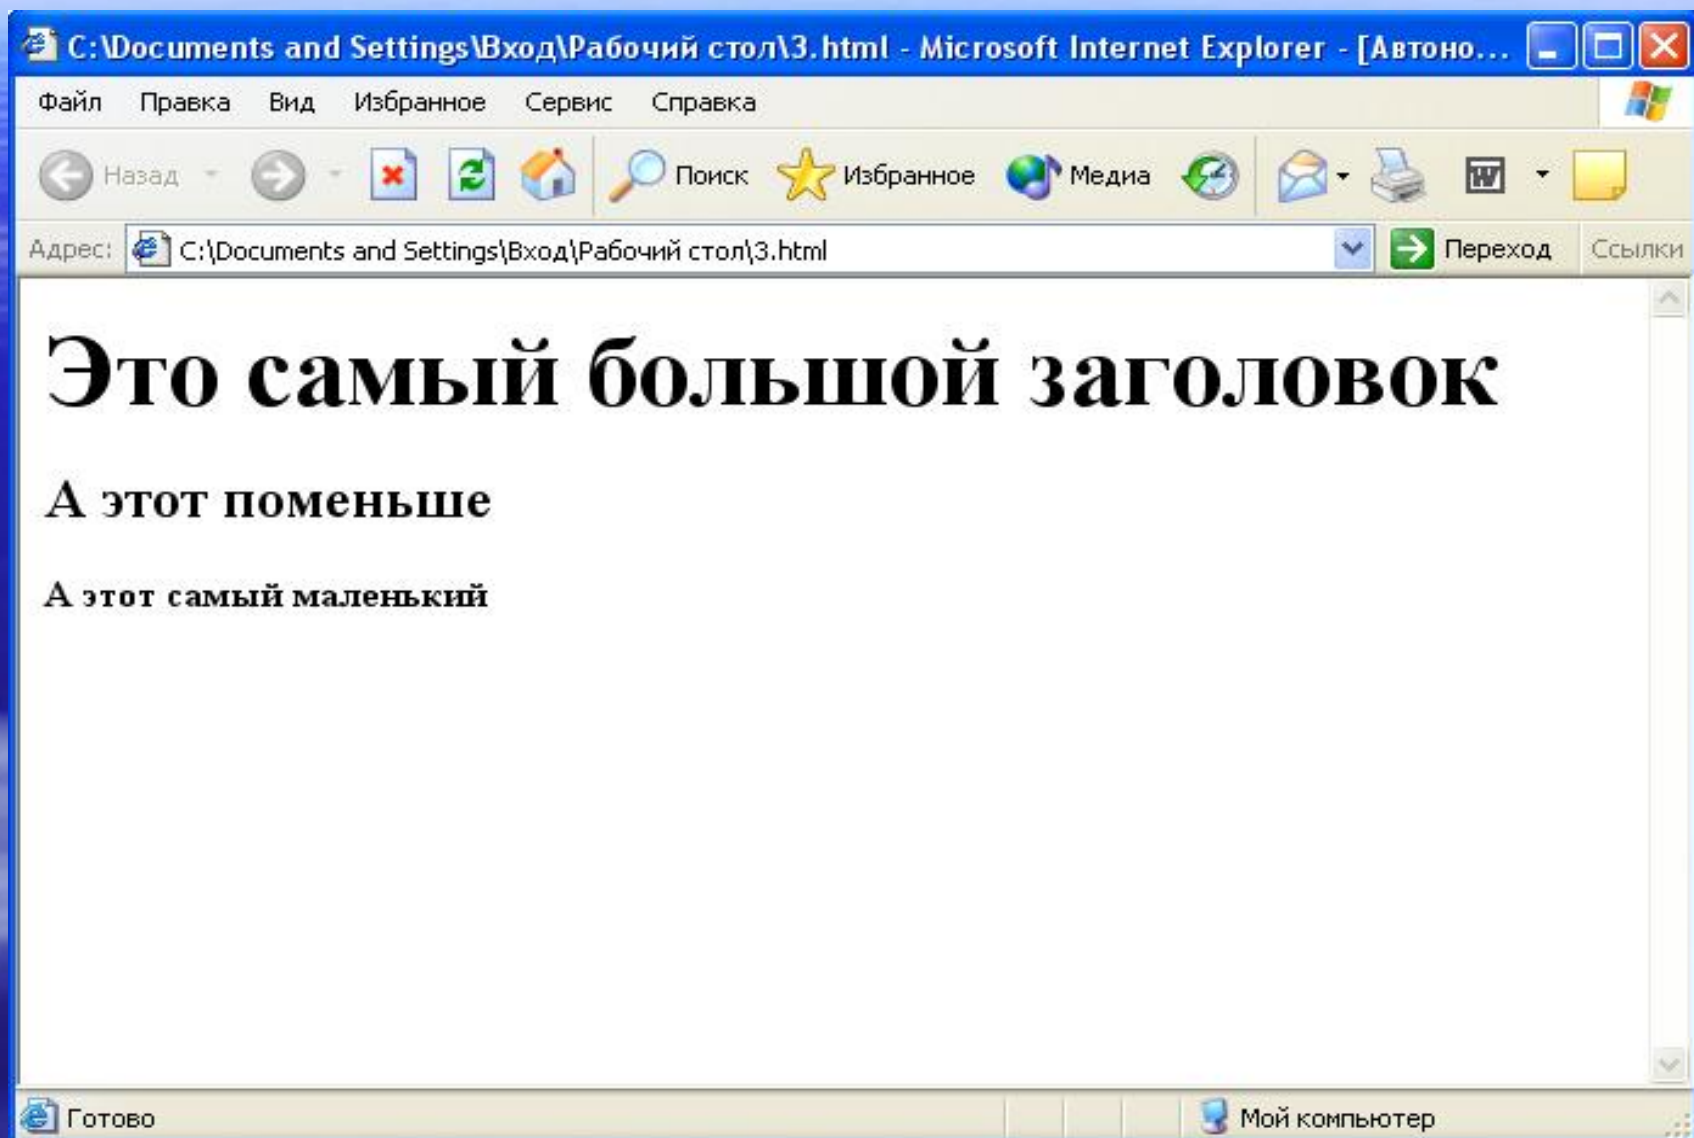 C:\Documents and Settings\Вход\Рабочий стол\3.html - Microsoft Internet Explorer - [Автоно...
Файл Правка Вид Избранное Сервис Справка
Назад Поиск Избранное Медиа
Адрес: C:\Documents and Settings\Вход\Рабочий стол\3.html Переход Ссылки
Это самый большой заголовок
А этот поменьше
А этот самый маленький
Готово Мой компьютер